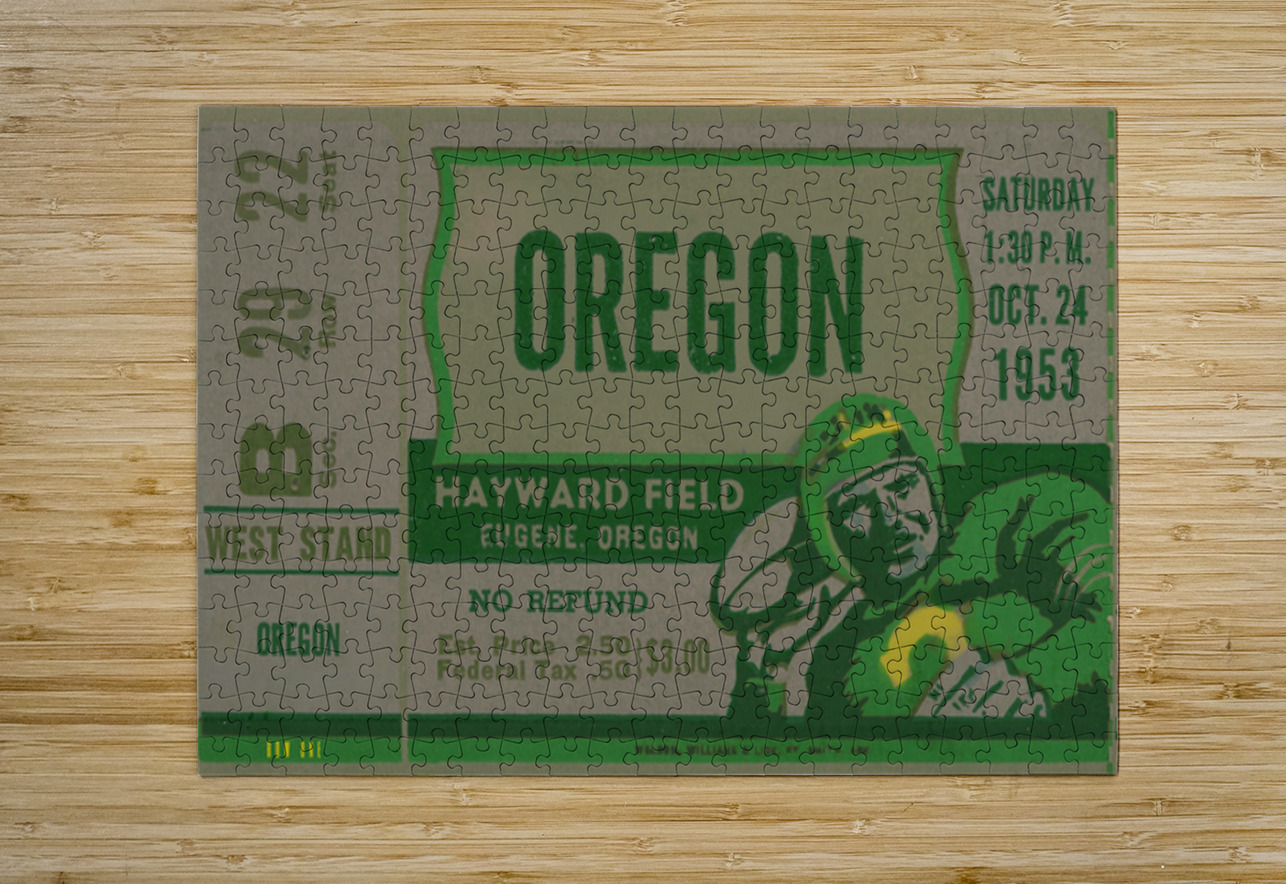 22
Seat
29
Row
B
Sec.
WEST STAND
OREGON
OREGON
SATURDAY
1:30 P.M.
OCT. 24
1953
HAYWARD FIELD
EUGENE, OREGON
NO REFUND
Est. Price 2.50
Federal Tax .50
$3.00